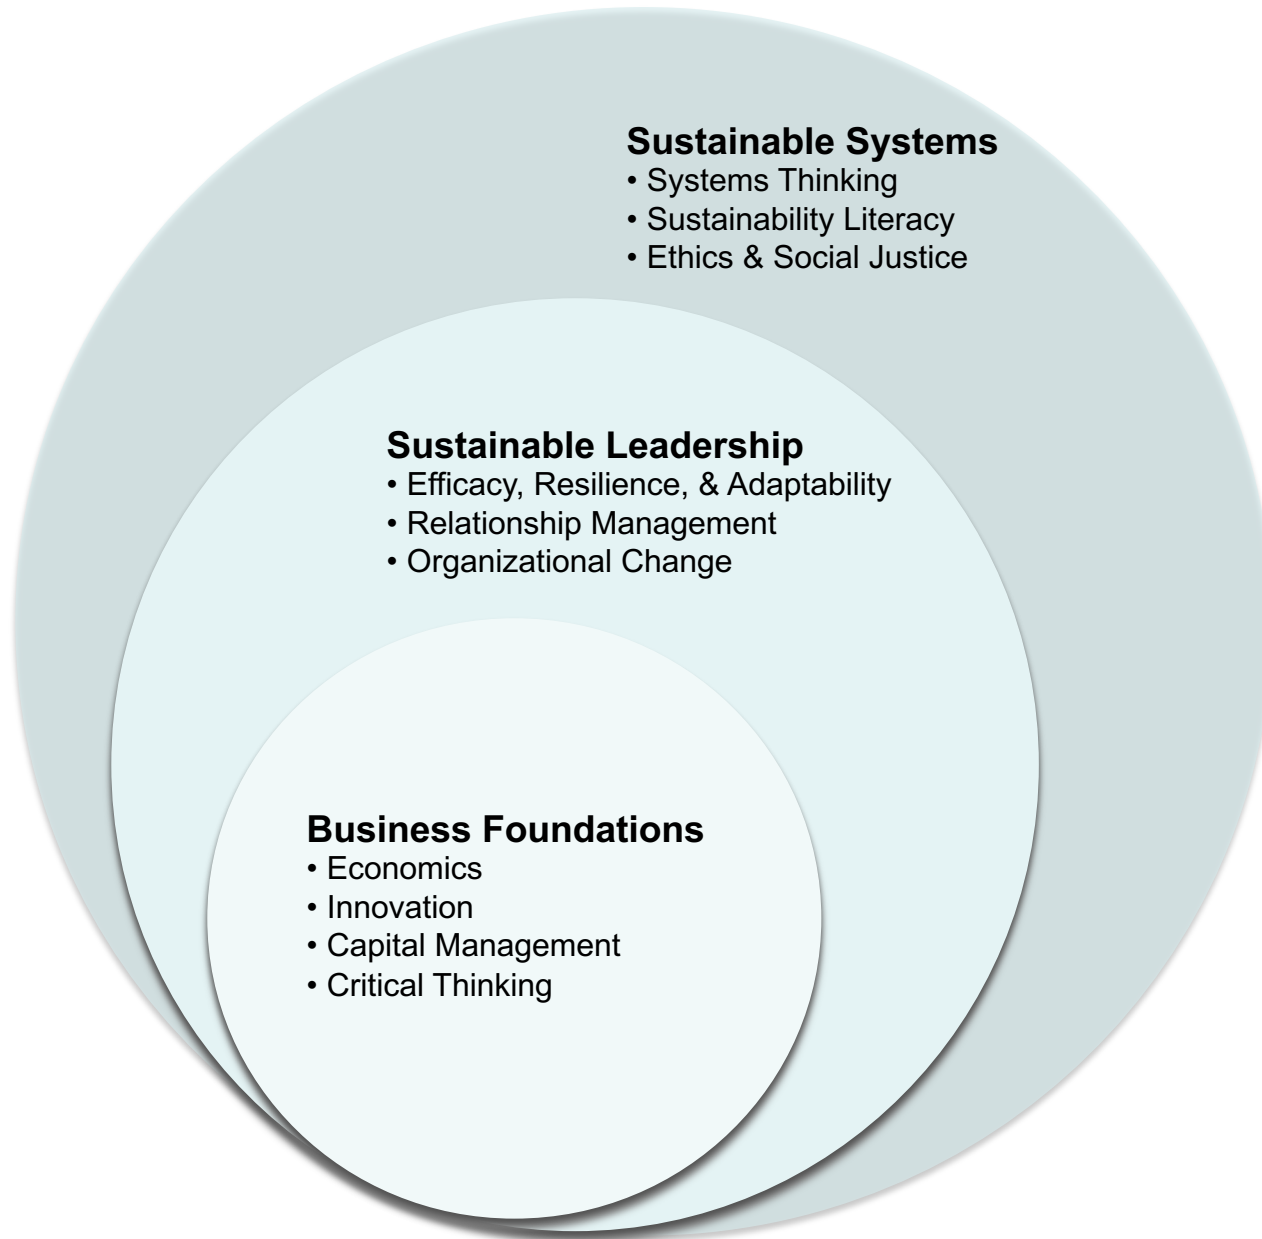 Sustainable Systems
• Systems Thinking
• Sustainability Literacy
• Ethics & Social Justice
Sustainable Leadership
• Efficacy, Resilience, & Adaptability
• Relationship Management
• Organizational Change
Business Foundations
• Economics
• Innovation
• Capital Management
• Critical Thinking